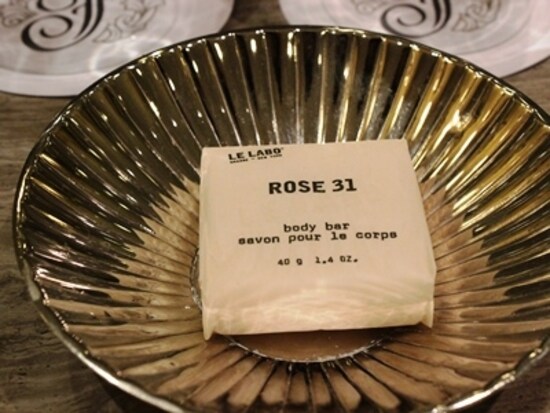 LE LABO
ROSE 31
body bar
savon pour le corps
40 g 1.4 oz.